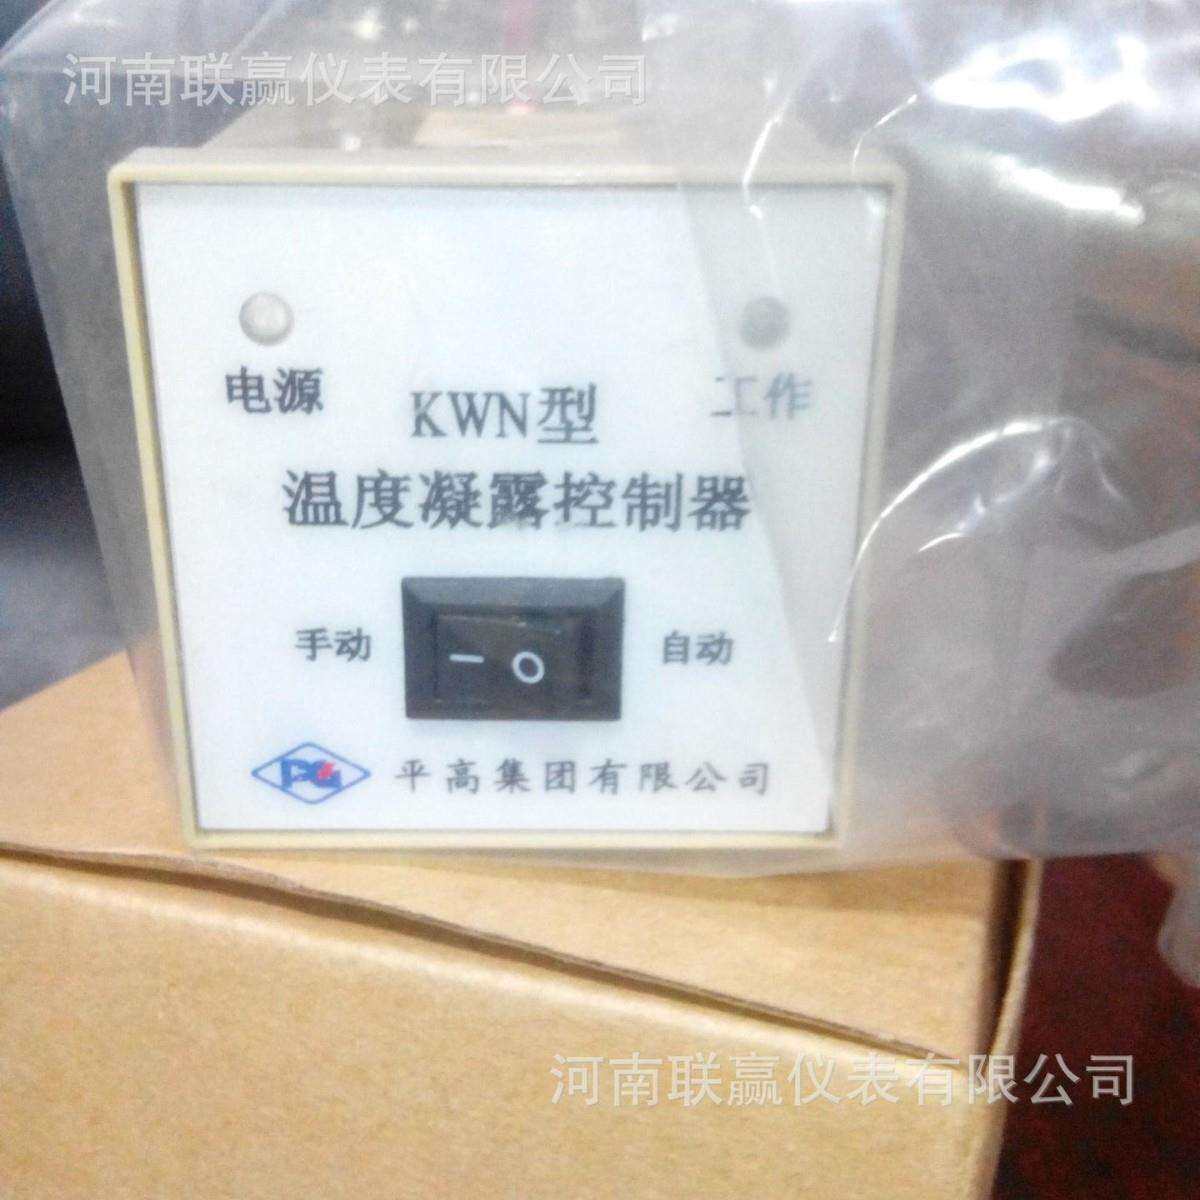 河南联赢仪表有限公司
电源
工作
KWN型
温度凝露控制器
手动
自动
平高集团有限公司
河南联赢仪表有限公司